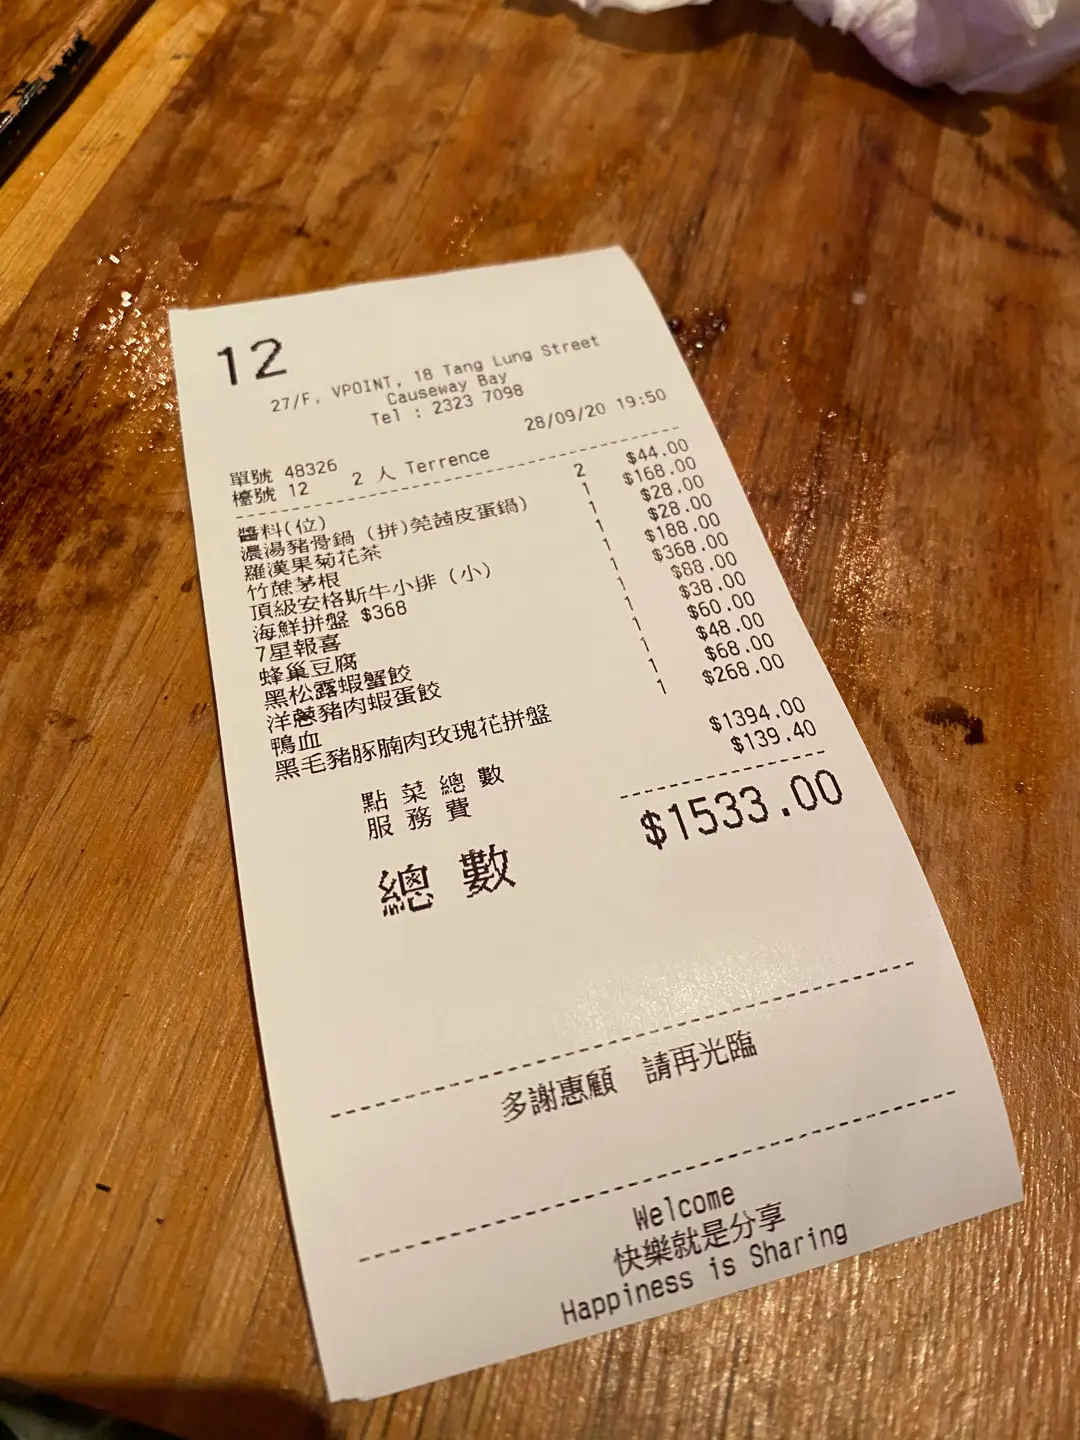 12
27/F, VPOINT, 18 Tang Lung Street
Causeway Bay
Tel : 2323 7098
28/09/20 19:50
單號 48326
檯號 12 2 人 Terrence
醬料(位) 2 $44.00
濃湯豬骨鍋 (拼)莞茜皮蛋鍋) 1 $168.00
羅漢果菊花茶 1 $28.00
竹蔗茅根 1 $28.00
頂級安格斯牛小排 (小) 1 $188.00
海鮮拼盤 $368 1 $368.00
7星報喜 1 $88.00
蜂巢豆腐 1 $38.00
黑松露蝦蟹餃 1 $60.00
洋蔥豬肉蝦蛋餃 1 $48.00
鴨血 1 $68.00
黑毛豬豚腩肉玫瑰花拼盤 1 $268.00
點菜總數 $1394.00
服務費 $139.40
總數 $1533.00
多謝惠顧 請再光臨
Welcome
快樂就是分享
Happiness is Sharing